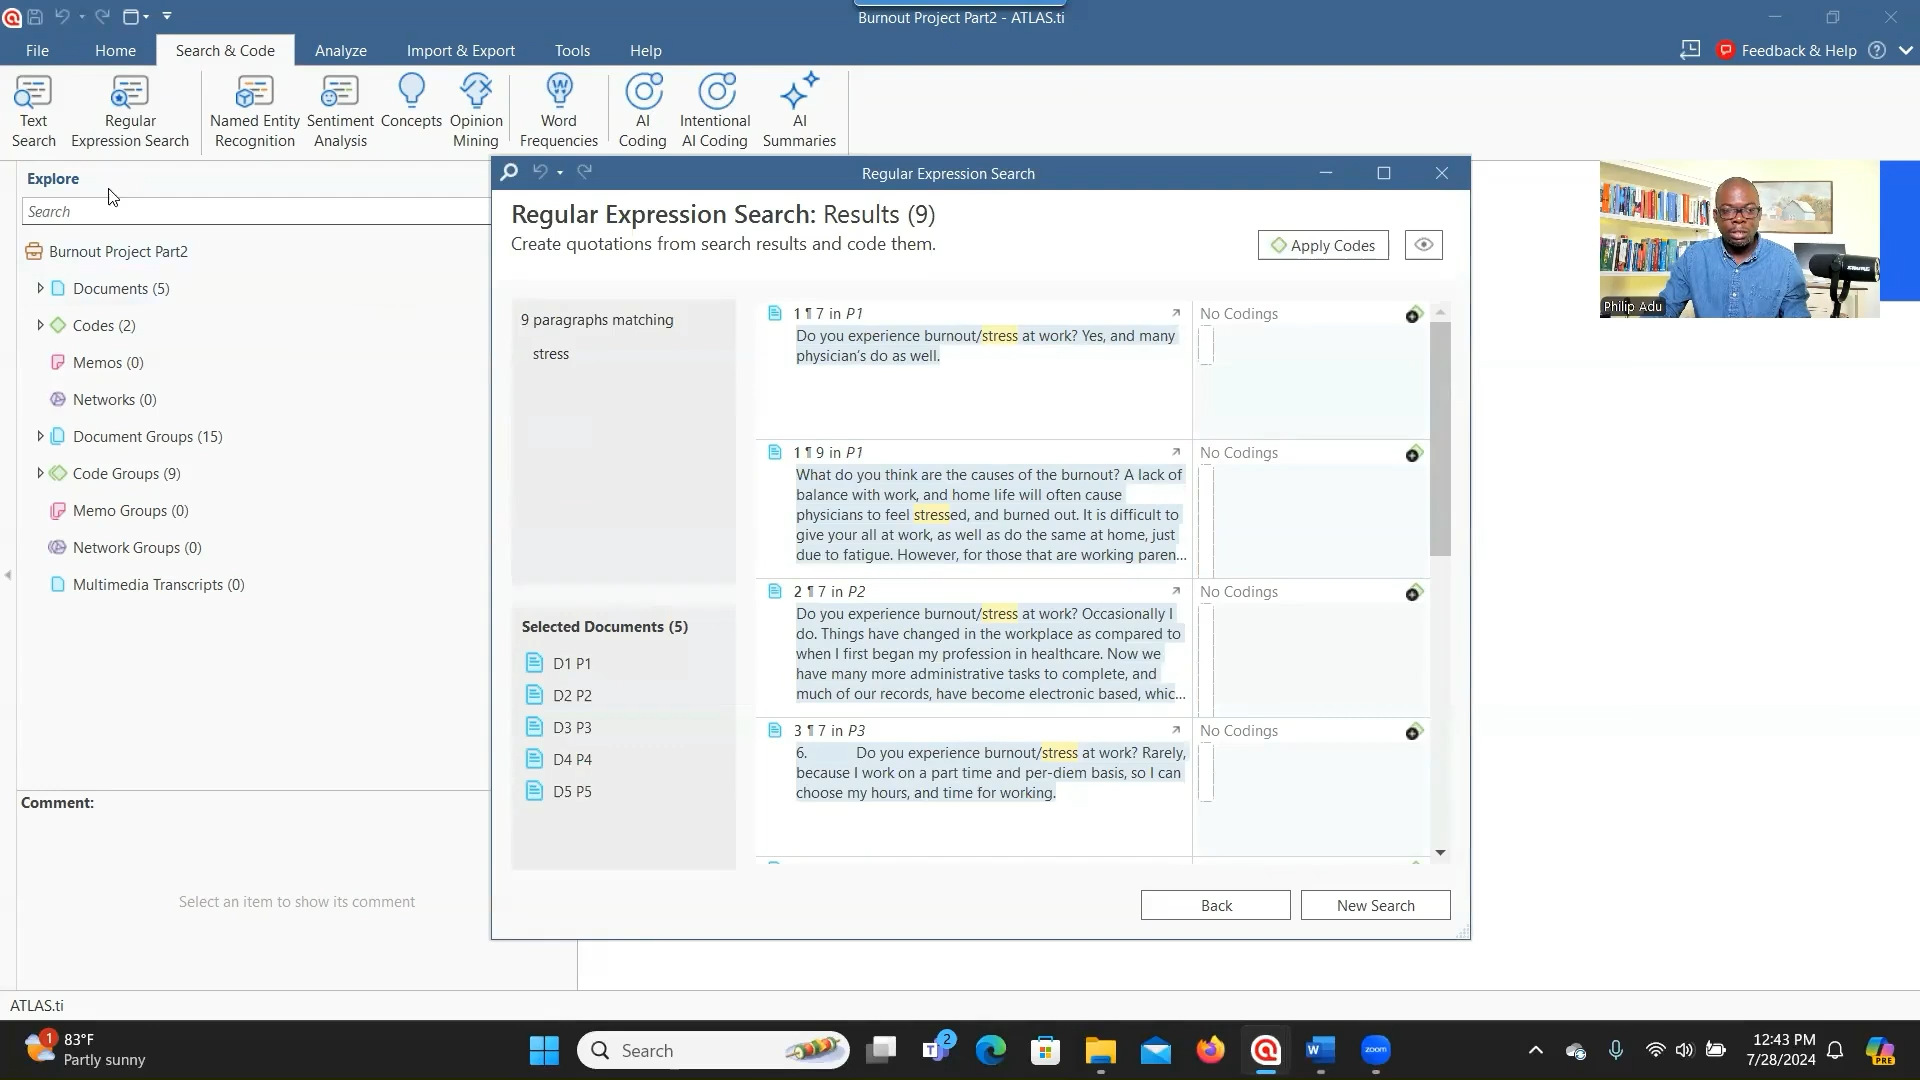 Burnout Project Part2 - ATLAS.ti
File Home Search & Code Analyze Import & Export Tools Help
Feedback & Help
Text Search
Regular Expression Search
Named Entity Recognition
Sentiment Analysis
Concepts
Opinion Mining
Word Frequencies
AI Coding
Intentional AI Coding
AI Summaries
Explore
Search
Burnout Project Part2
Documents (5)
Codes (2)
Memos (0)
Networks (0)
Document Groups (15)
Code Groups (9)
Memo Groups (0)
Network Groups (0)
Multimedia Transcripts (0)
Comment:
Select an item to show its comment
Regular Expression Search
Regular Expression Search: Results (9)
Create quotations from search results and code them.
Apply Codes
9 paragraphs matching
stress
Selected Documents (5)
D1 P1
D2 P2
D3 P3
D4 P4
D5 P5
1 ¶ 7 in P1
No Codings
Do you experience burnout/stress at work? Yes, and many
physician's do as well.
1 ¶ 9 in P1
No Codings
What do you think are the causes of the burnout? A lack of
balance with work, and home life will often cause
physicians to feel stressed, and burned out. It is difficult to
give your all at work, as well as do the same at home, just
due to fatigue. However, for those that are working paren...
2 ¶ 7 in P2
No Codings
Do you experience burnout/stress at work? Occasionally I
do. Things have changed in the workplace as compared to
when I first began my profession in healthcare. Now we
have many more administrative tasks to complete, and
much of our records, have become electronic based, whic...
3 ¶ 7 in P3
No Codings
6. Do you experience burnout/stress at work? Rarely,
because I work on a part time and per-diem basis, so I can
choose my hours, and time for working.
Back
New Search
Philip Adu
ATLAS.ti
1
83°F
Partly sunny
Search
2
zoom
12:43 PM
7/28/2024
PRE